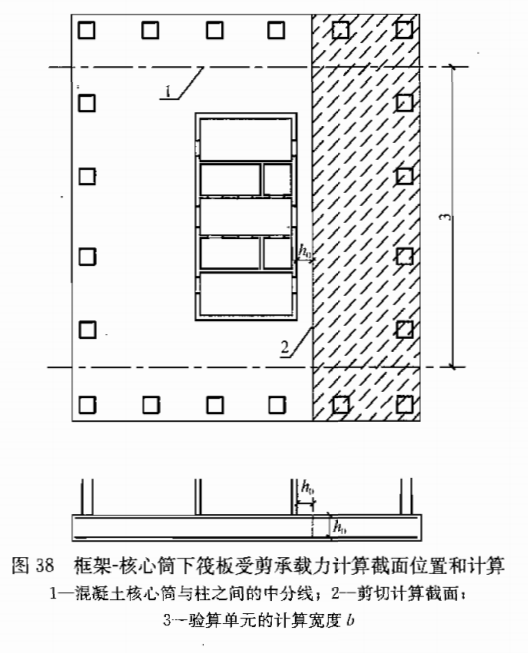 1
h₀
3
2
h₀
h₀
图 38 框架-核心筒下筏板受剪承载力计算截面位置和计算
1—混凝土核心筒与柱之间的中分线；2—剪切计算截面；
3—验算单元的计算宽度 b